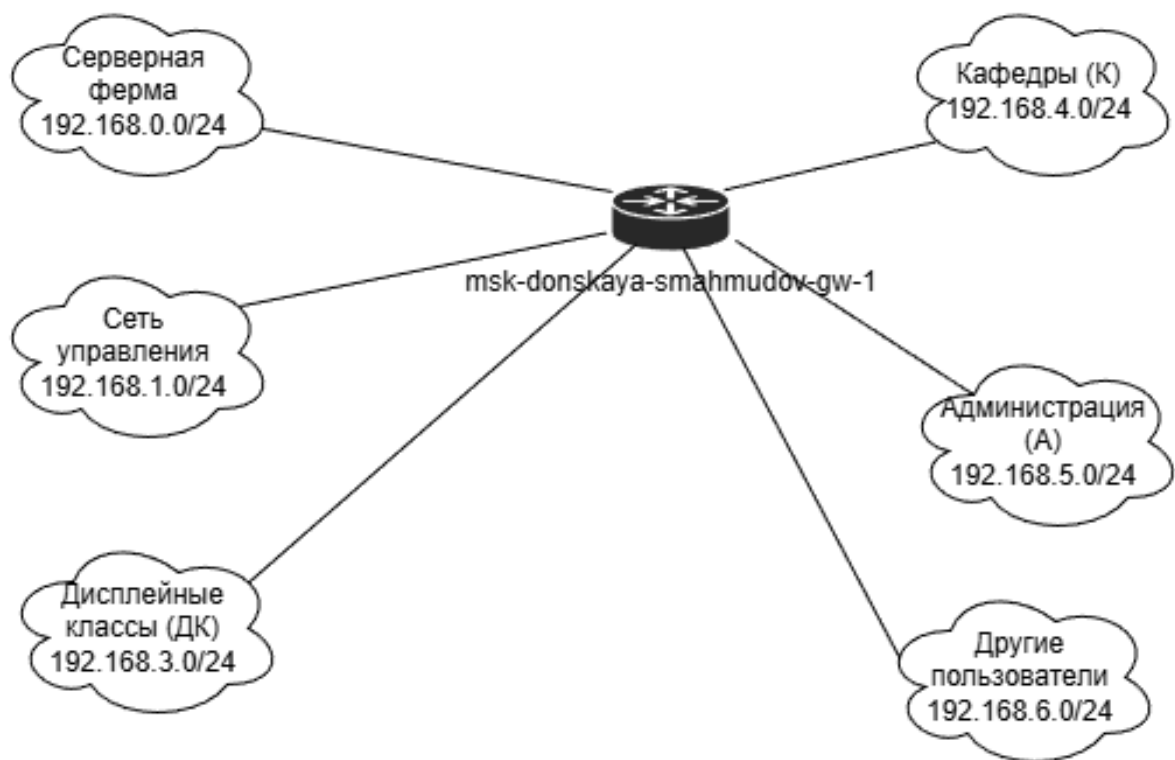 Серверная
ферма
192.168.0.0/24
Кафедры (К)
192.168.4.0/24
msk-donskaya-smahmudov-gw-1
Сеть
управления
192.168.1.0/24
Администрация
(А)
192.168.5.0/24
Дисплейные
классы (ДК)
192.168.3.0/24
Другие
пользователи
192.168.6.0/24